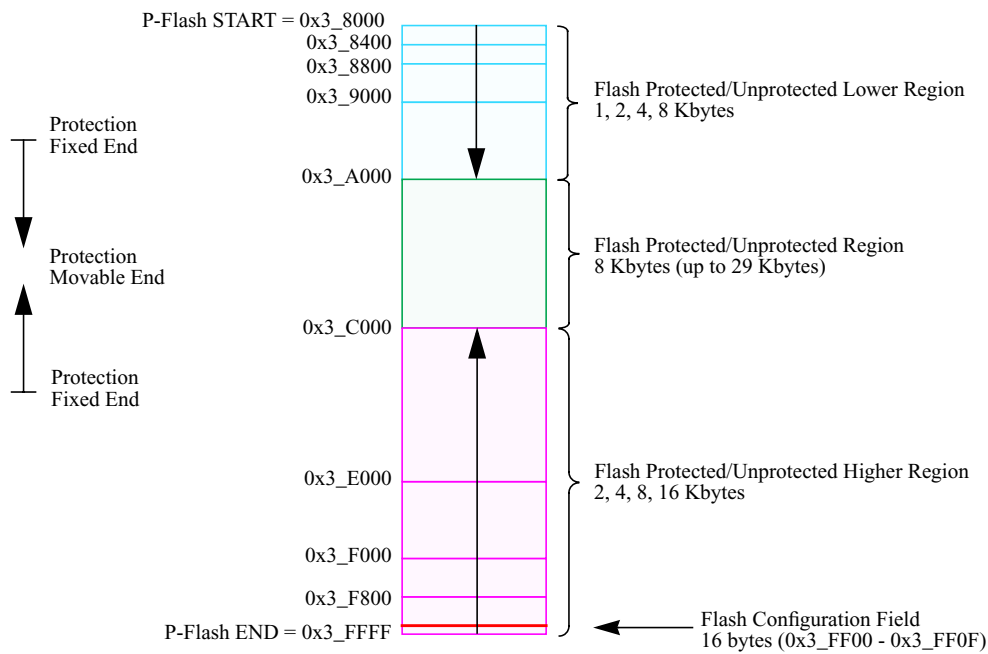 P-Flash START = 0x3_8000
0x3_8400
0x3_8800
0x3_9000
Flash Protected/Unprotected Lower Region
1, 2, 4, 8 Kbytes
Protection
Fixed End
0x3_A000
Protection
Movable End
Flash Protected/Unprotected Region
8 Kbytes (up to 29 Kbytes)
0x3_C000
Protection
Fixed End
0x3_E000
Flash Protected/Unprotected Higher Region
2, 4, 8, 16 Kbytes
0x3_F000
0x3_F800
P-Flash END = 0x3_FFFF
Flash Configuration Field
16 bytes (0x3_FF00 - 0x3_FF0F)